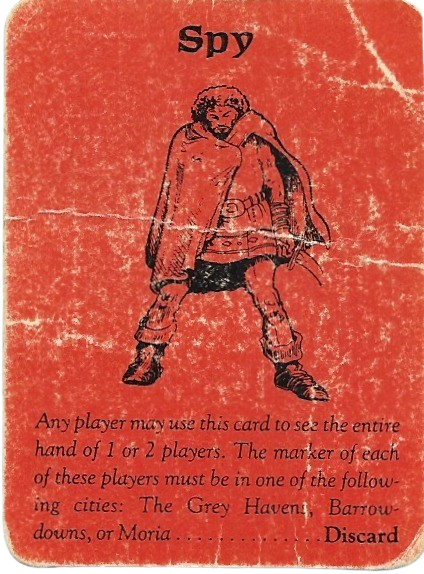 Spy
Any player may use this card to see the entire
hand of 1 or 2 players. The marker of each
of these players must be in one of the follow-
ing cities: The Grey Havens, Barrow-
downs, or Moria . . . . . . . . . . . . . . . Discard